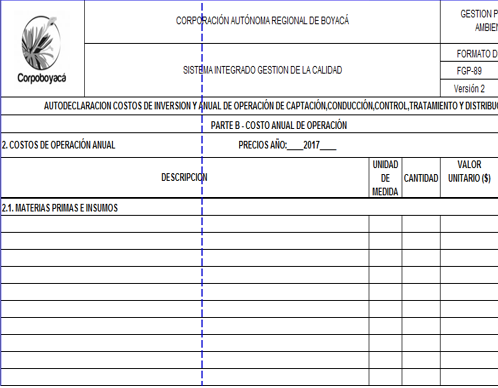 CORPORACIÓN AUTÓNOMA REGIONAL DE BOYACÁ
GESTION P
AMBIEN
Corpoboyacá
SISTEMA INTEGRADO GESTION DE LA CALIDAD
FORMATO D
FGP-89
Versión 2
AUTODECLARACION COSTOS DE INVERSION Y ANUAL DE OPERACIÓN DE CAPTACIÓN,CONDUCCIÓN,CONTROL,TRATAMIENTO Y DISTRIBUC
PARTE B - COSTO ANUAL DE OPERACIÓN
2. COSTOS DE OPERACIÓN ANUAL PRECIOS AÑO:____2017____
DESCRIPCIÓN UNIDAD DE MEDIDA CANTIDAD VALOR UNITARIO ($)
2.1. MATERIAS PRIMAS E INSUMOS